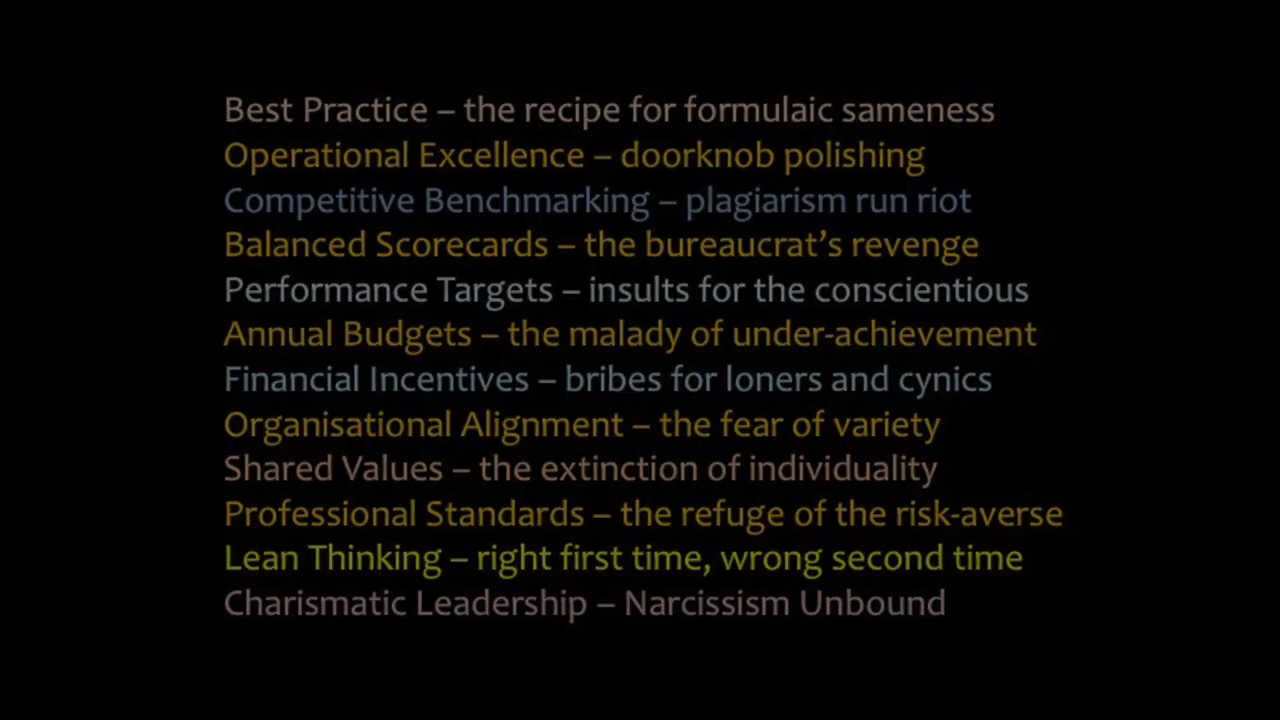 Best Practice – the recipe for formulaic sameness
Operational Excellence – doorknob polishing
Competitive Benchmarking – plagiarism run riot
Balanced Scorecards – the bureaucrat’s revenge
Performance Targets – insults for the conscientious
Annual Budgets – the malady of under-achievement
Financial Incentives – bribes for loners and cynics
Organisational Alignment – the fear of variety
Shared Values – the extinction of individuality
Professional Standards – the refuge of the risk-averse
Lean Thinking – right first time, wrong second time
Charismatic Leadership – Narcissism Unbound